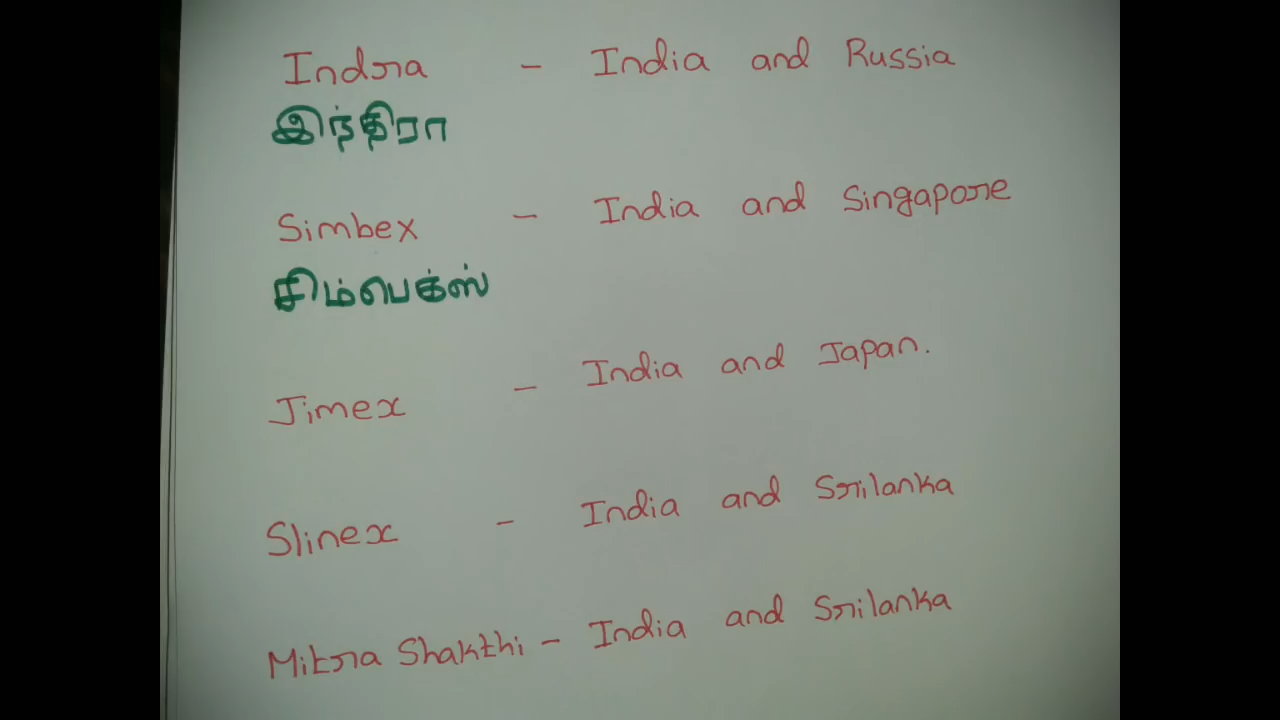 Indra - India and Russia
இந்திரா
Simbex - India and Singapore
சிம்பெக்ஸ்
Jimex - India and Japan.
Slinex - India and Srilanka
Mitra Shakthi - India and Srilanka